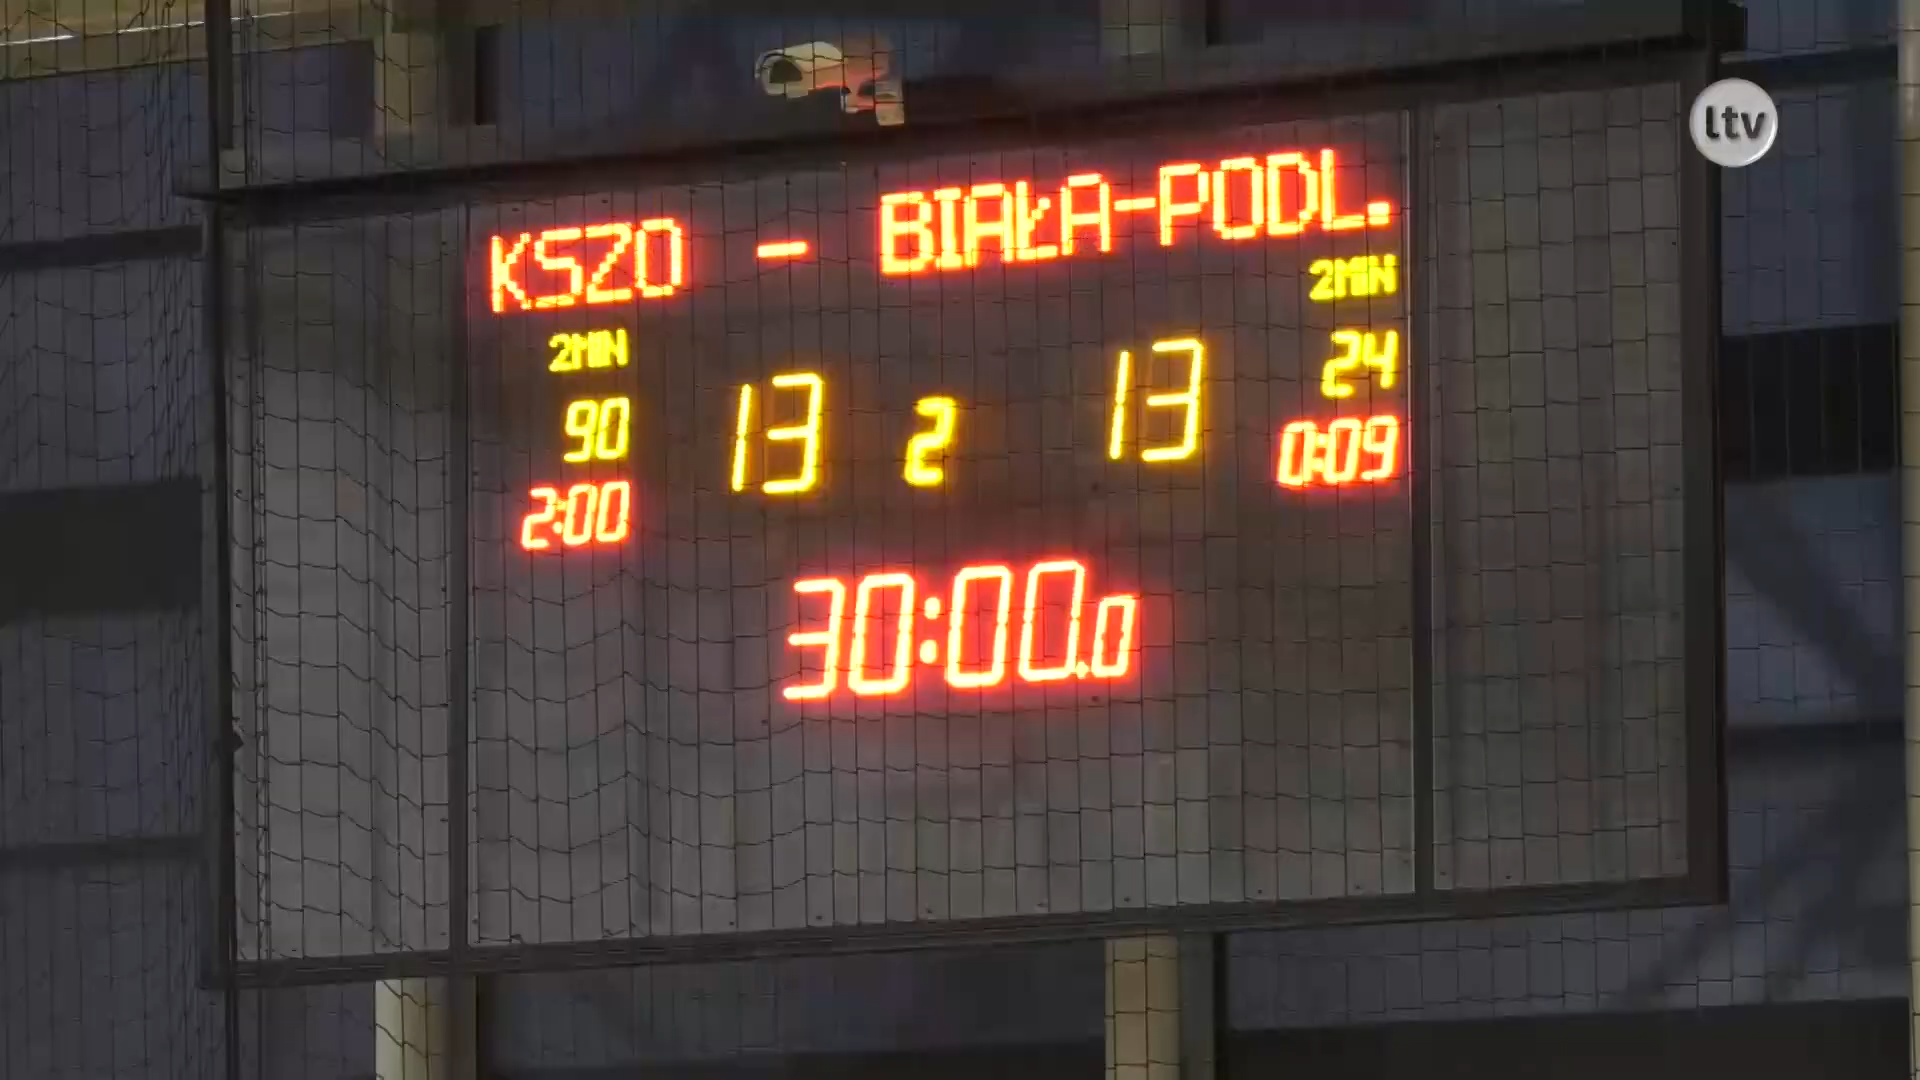 ltv
KSZO - BIAŁA-PODL.
2MIN
2MIN
90
13
2
13
24
2:00
0:09
30:00.0